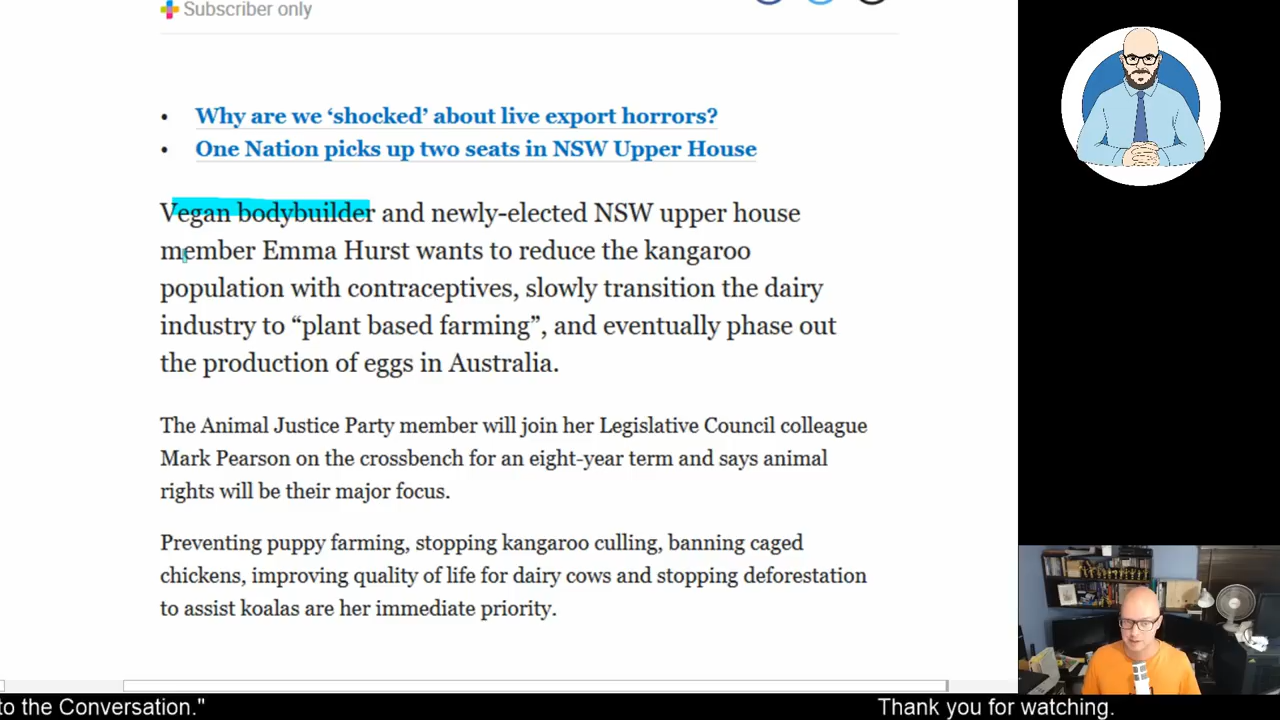 Subscriber only
• Why are we ‘shocked’ about live export horrors?
• One Nation picks up two seats in NSW Upper House
Vegan bodybuilder and newly-elected NSW upper house
member Emma Hurst wants to reduce the kangaroo
population with contraceptives, slowly transition the dairy
industry to “plant based farming”, and eventually phase out
the production of eggs in Australia.
The Animal Justice Party member will join her Legislative Council colleague
Mark Pearson on the crossbench for an eight-year term and says animal
rights will be their major focus.
Preventing puppy farming, stopping kangaroo culling, banning caged
chickens, improving quality of life for dairy cows and stopping deforestation
to assist koalas are her immediate priority.
to the Conversation." Thank you for watching.